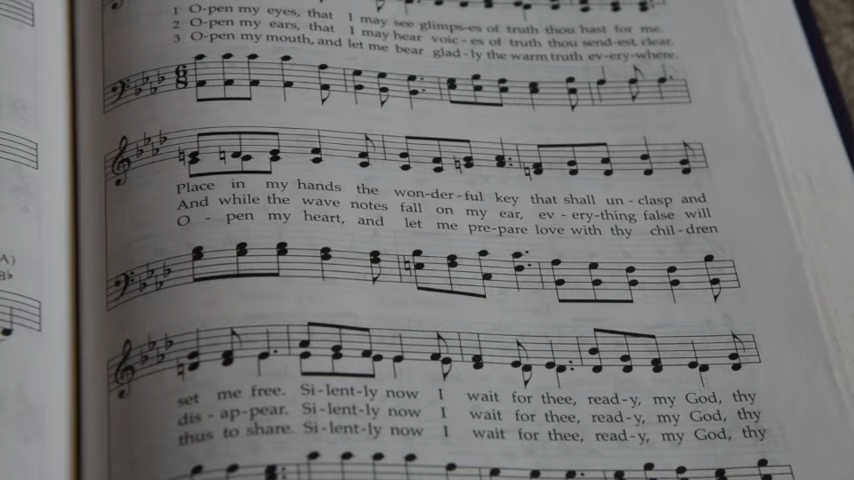 1 O-pen my eyes, that I may see glimps-es of truth thou hast for me.
2 O-pen my ears, that I may hear voic-es of truth thou send-est clear.
3 O-pen my mouth, and let me bear glad-ly the warm truth ev-ery-where.
6
8
Place in my hands the won-der-ful key that shall un-clasp and
And while the wave notes fall on my ear, ev-ery-thing false will
O-pen my heart, and let me pre-pare love with thy chil-dren
A)
B♭
set me free. Si-lent-ly now I wait for thee, read-y, my God, thy
dis-ap-pear. Si-lent-ly now I wait for thee, read-y, my God, thy
thus to share. Si-lent-ly now I wait for thee, read-y, my God, thy